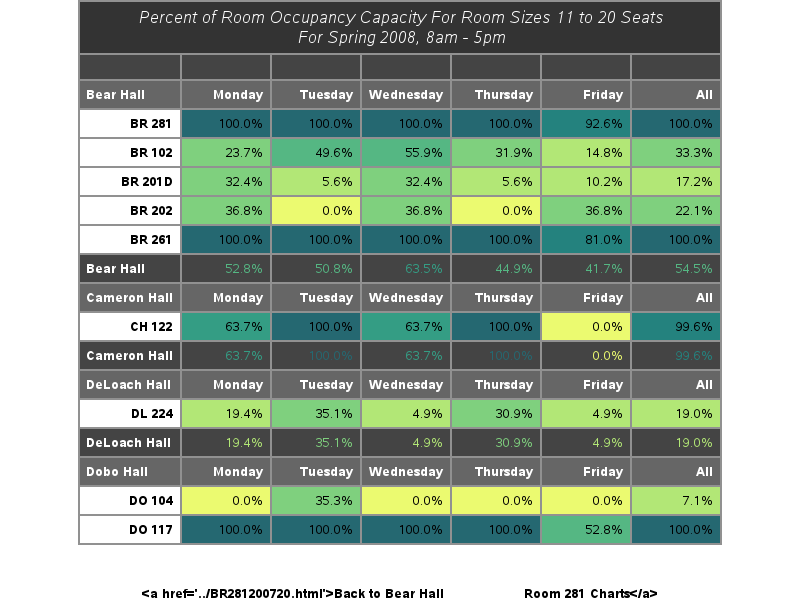 Percent of Room Occupancy Capacity For Room Sizes 11 to 20 Seats
For Spring 2008, 8am - 5pm
Bear Hall Monday Tuesday Wednesday Thursday Friday All
BR 281 100.0% 100.0% 100.0% 100.0% 92.6% 100.0%
BR 102 23.7% 49.6% 55.9% 31.9% 14.8% 33.3%
BR 201D 32.4% 5.6% 32.4% 5.6% 10.2% 17.2%
BR 202 36.8% 0.0% 36.8% 0.0% 36.8% 22.1%
BR 261 100.0% 100.0% 100.0% 100.0% 81.0% 100.0%
Bear Hall 52.8% 50.8% 63.5% 44.9% 41.7% 54.5%
Cameron Hall Monday Tuesday Wednesday Thursday Friday All
CH 122 63.7% 100.0% 63.7% 100.0% 0.0% 99.6%
Cameron Hall 63.7% 100.0% 63.7% 100.0% 0.0% 99.6%
DeLoach Hall Monday Tuesday Wednesday Thursday Friday All
DL 224 19.4% 35.1% 4.9% 30.9% 4.9% 19.0%
DeLoach Hall 19.4% 35.1% 4.9% 30.9% 4.9% 19.0%
Dobo Hall Monday Tuesday Wednesday Thursday Friday All
DO 104 0.0% 35.3% 0.0% 0.0% 0.0% 7.1%
DO 117 100.0% 100.0% 100.0% 100.0% 52.8% 100.0%
<a href='../BR281200720.html'>Back to Bear Hall Room 281 Charts</a>